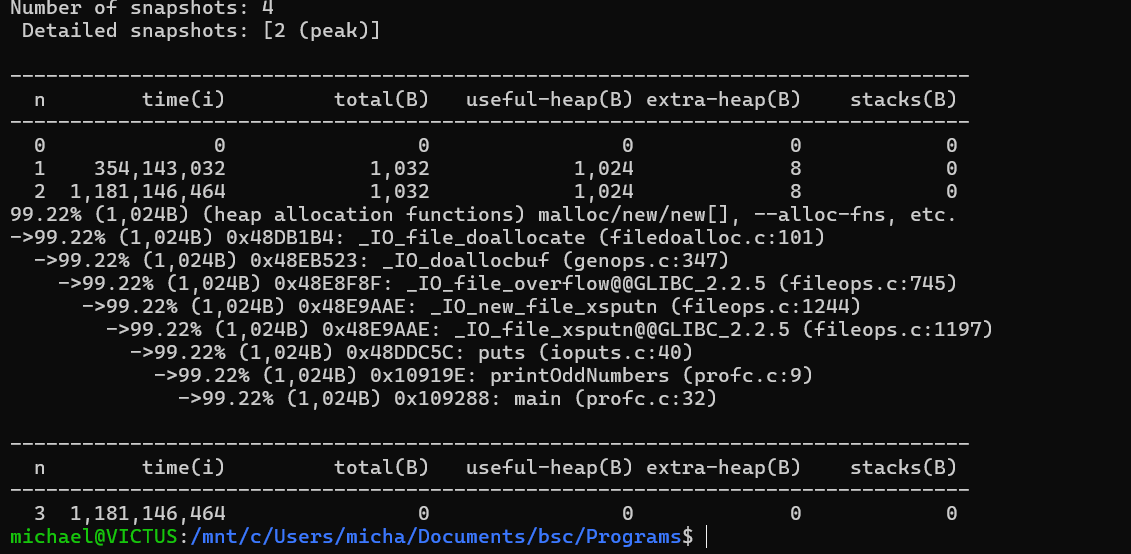 Number of snapshots: 4
 Detailed snapshots: [2 (peak)]

--------------------------------------------------------------------------------
  n        time(i)         total(B)   useful-heap(B) extra-heap(B)    stacks(B)
--------------------------------------------------------------------------------
  0              0                0                0             0            0
  1    354,143,032            1,032            1,024             8            0
  2  1,181,146,464            1,032            1,024             8            0
99.22% (1,024B) (heap allocation functions) malloc/new/new[], --alloc-fns, etc.
->99.22% (1,024B) 0x48DB1B4: _IO_file_doallocate (filedoalloc.c:101)
  ->99.22% (1,024B) 0x48EB523: _IO_doallocbuf (genops.c:347)
    ->99.22% (1,024B) 0x48E8F8F: _IO_file_overflow@@GLIBC_2.2.5 (fileops.c:745)
      ->99.22% (1,024B) 0x48E9AAE: _IO_new_file_xsputn (fileops.c:1244)
        ->99.22% (1,024B) 0x48E9AAE: _IO_file_xsputn@@GLIBC_2.2.5 (fileops.c:1197)
          ->99.22% (1,024B) 0x48DDC5C: puts (ioputs.c:40)
            ->99.22% (1,024B) 0x10919E: printOddNumbers (profc.c:9)
              ->99.22% (1,024B) 0x109288: main (profc.c:32)

--------------------------------------------------------------------------------
  n        time(i)         total(B)   useful-heap(B) extra-heap(B)    stacks(B)
--------------------------------------------------------------------------------
  3  1,181,146,464                0                0             0            0
michael@VICTUS:/mnt/c/Users/micha/Documents/bsc/Programs$